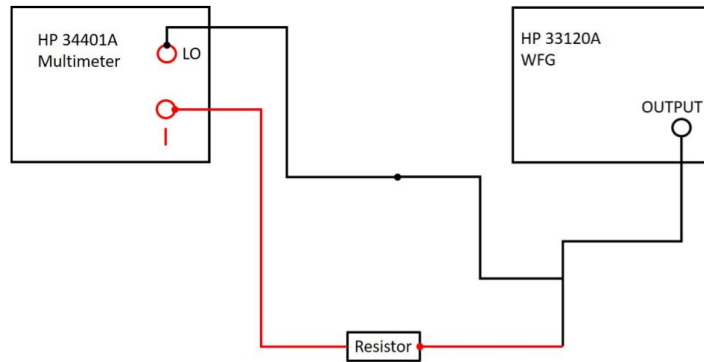 HP 34401A
Multimeter
LO
I
HP 33120A
WFG
OUTPUT
Resistor